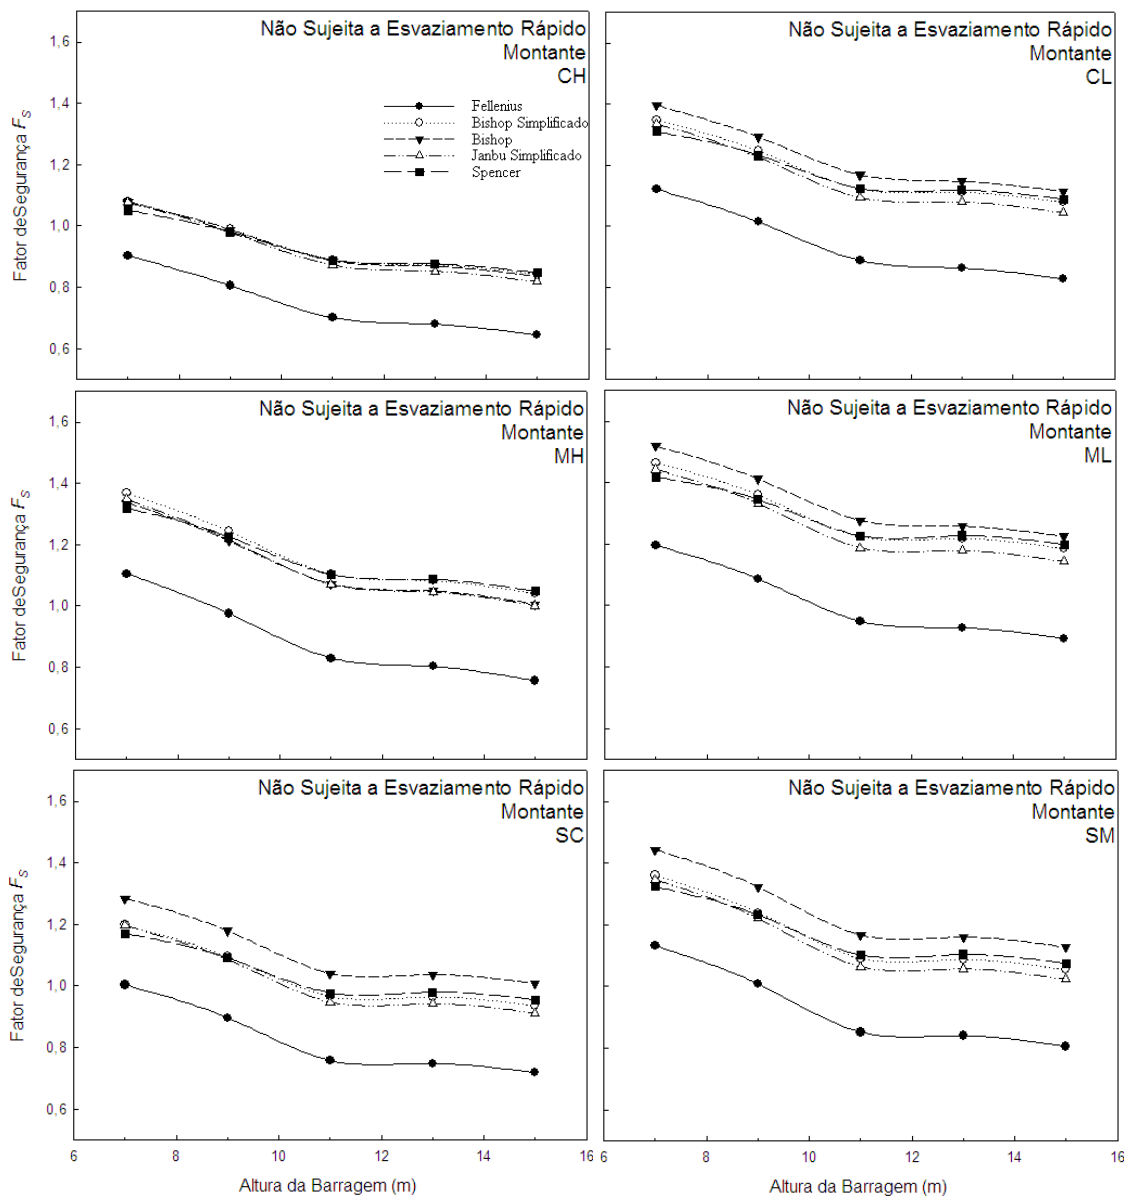 Não Sujeita a Esvaziamento Rápido
Montante
CH
Fellenius
Bishop Simplificado
Bishop
Janbu Simplificado
Spencer
1,6
1,4
1,2
1,0
0,8
0,6
Fator deSegurança FS
Não Sujeita a Esvaziamento Rápido
Montante
CL
Não Sujeita a Esvaziamento Rápido
Montante
MH
1,6
1,4
1,2
1,0
0,8
0,6
Fator deSegurança FS
Não Sujeita a Esvaziamento Rápido
Montante
ML
Não Sujeita a Esvaziamento Rápido
Montante
SC
1,6
1,4
1,2
1,0
0,8
0,6
Fator deSegurança FS
6 8 10 12 14 16
Altura da Barragem (m)
Não Sujeita a Esvaziamento Rápido
Montante
SM
6 8 10 12 14 16
Altura da Barragem (m)